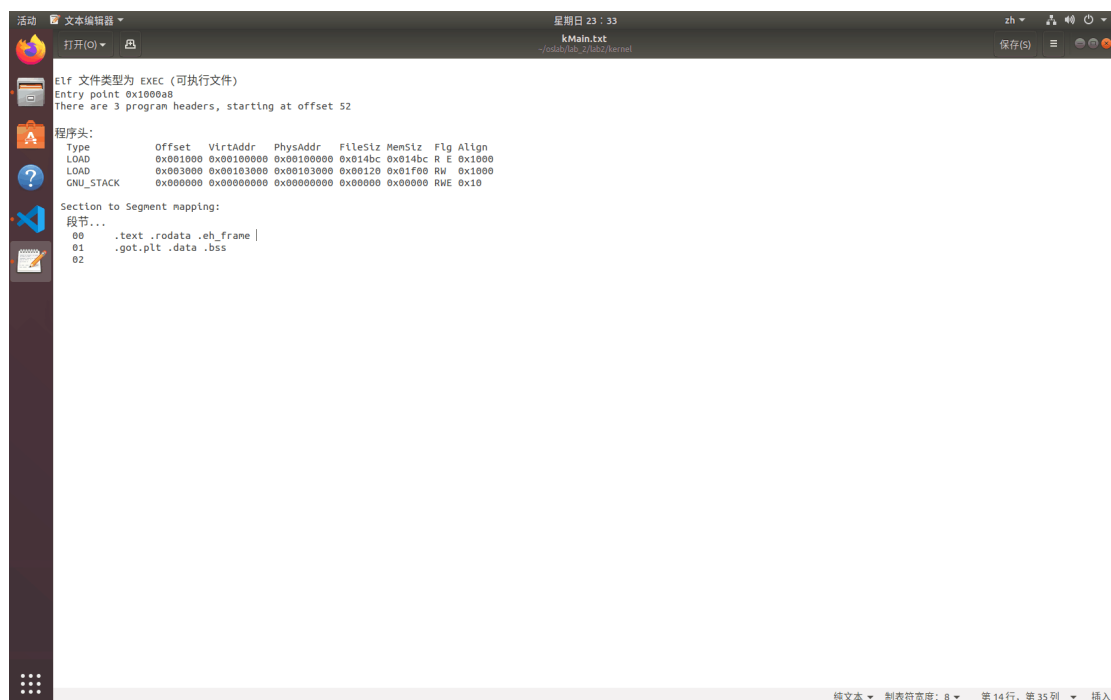 活动 文本编辑器 星期日 23：33 zh
打开(O) kMain.txt 保存(S)
~/oslab/lab_2/lab2/kernel
Elf 文件类型为 EXEC (可执行文件)
Entry point 0x1000a8
There are 3 program headers, starting at offset 52
程序头：
Type Offset VirtAddr PhysAddr FileSiz MemSiz Flg Align
LOAD 0x001000 0x00100000 0x00100000 0x014bc 0x014bc R E 0x1000
LOAD 0x003000 0x00103000 0x00103000 0x00120 0x01f00 RW 0x1000
GNU_STACK 0x000000 0x00000000 0x00000000 0x00000 0x00000 RWE 0x10
Section to Segment mapping:
段节...
00 .text .rodata .eh_frame
01 .got.plt .data .bss
02
纯文本 制表符宽度：8 第 14 行，第 35 列 插入